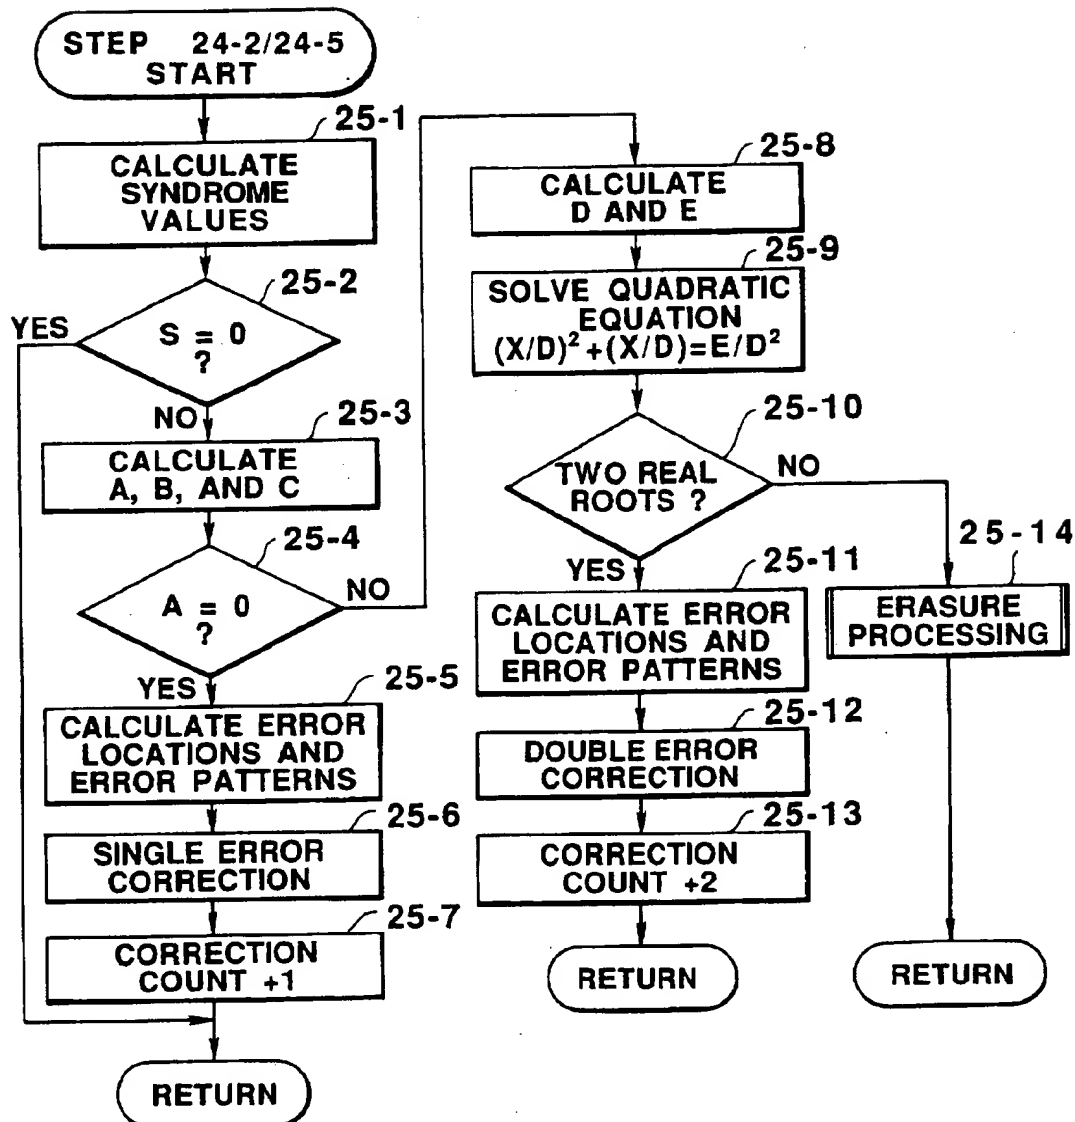 STEP 24-2/24-5
START
25-1
CALCULATE
SYNDROME
VALUES
25-2
YES
S = 0
?
NO
25-3
CALCULATE
A, B, AND C
25-4
A = 0
?
NO
YES
25-5
CALCULATE ERROR
LOCATIONS AND
ERROR PATTERNS
25-6
SINGLE ERROR
CORRECTION
25-7
CORRECTION
COUNT +1
RETURN
25-8
CALCULATE
D AND E
25-9
SOLVE QUADRATIC
EQUATION
(X/D)²+(X/D)=E/D²
25-10
TWO REAL
ROOTS ?
NO
YES
25-11
CALCULATE ERROR
LOCATIONS AND
ERROR PATTERNS
25-12
DOUBLE ERROR
CORRECTION
25-13
CORRECTION
COUNT +2
RETURN
25-14
ERASURE
PROCESSING
RETURN